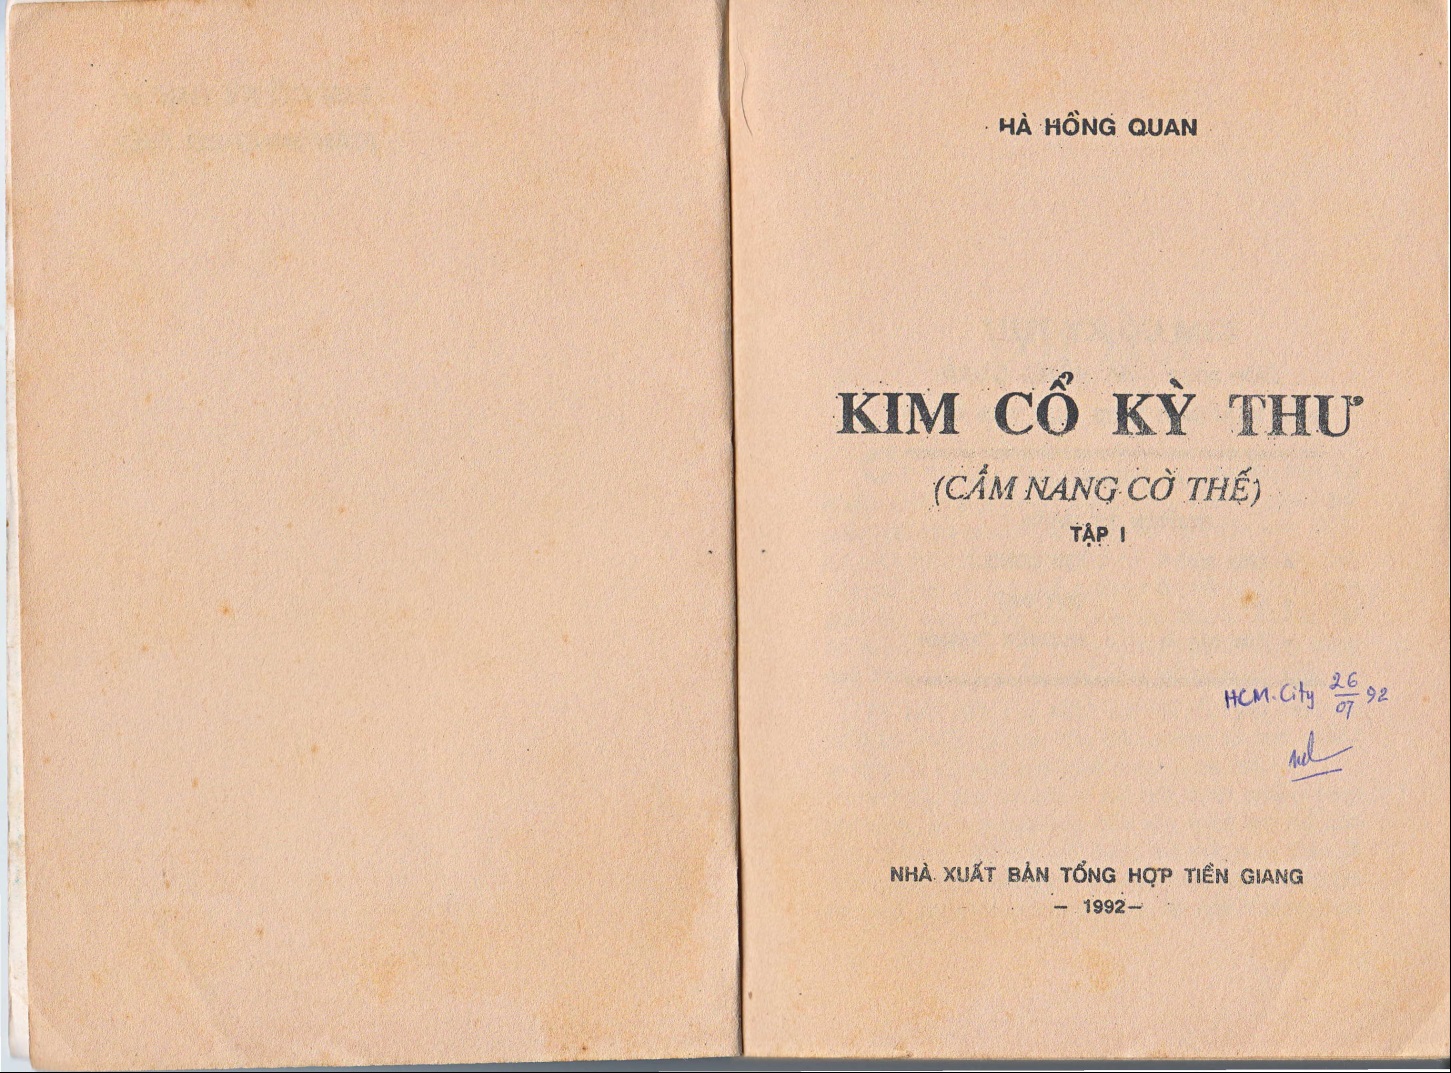 HÀ HỒNG QUAN
KIM CỔ KỲ THƯ
(CẨM NANG CỜ THẾ)
TẬP I
HCM. City 26/07 92
NHÀ XUẤT BẢN TỔNG HỢP TIỀN GIANG
– 1992 –